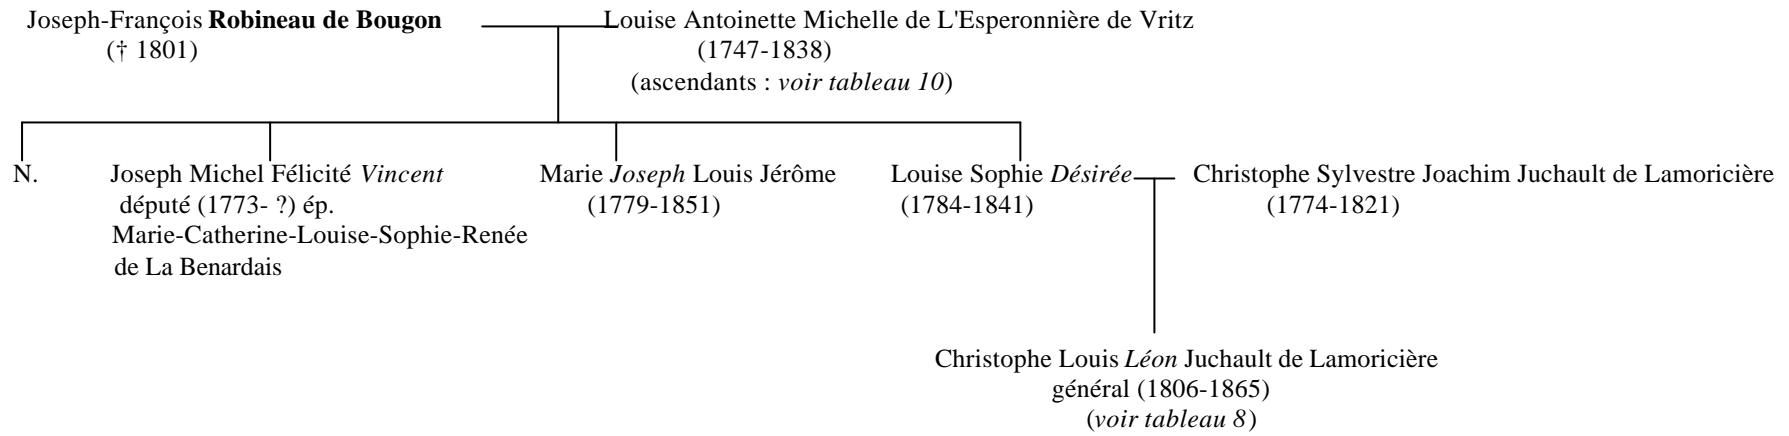 Joseph-François Robineau de Bougon
(† 1801)
Louise Antoinette Michelle de L'Esperonnière de Vritz
(1747-1838)
(ascendants : voir tableau 10)
N.
Joseph Michel Félicité Vincent
député (1773- ?) ép.
Marie-Catherine-Louise-Sophie-Renée
de La Benardais
Marie Joseph Louis Jérôme
(1779-1851)
Louise Sophie Désirée
(1784-1841)
Christophe Sylvestre Joachim Juchault de Lamoricière
(1774-1821)
Christophe Louis Léon Juchault de Lamoricière
général (1806-1865)
(voir tableau 8)